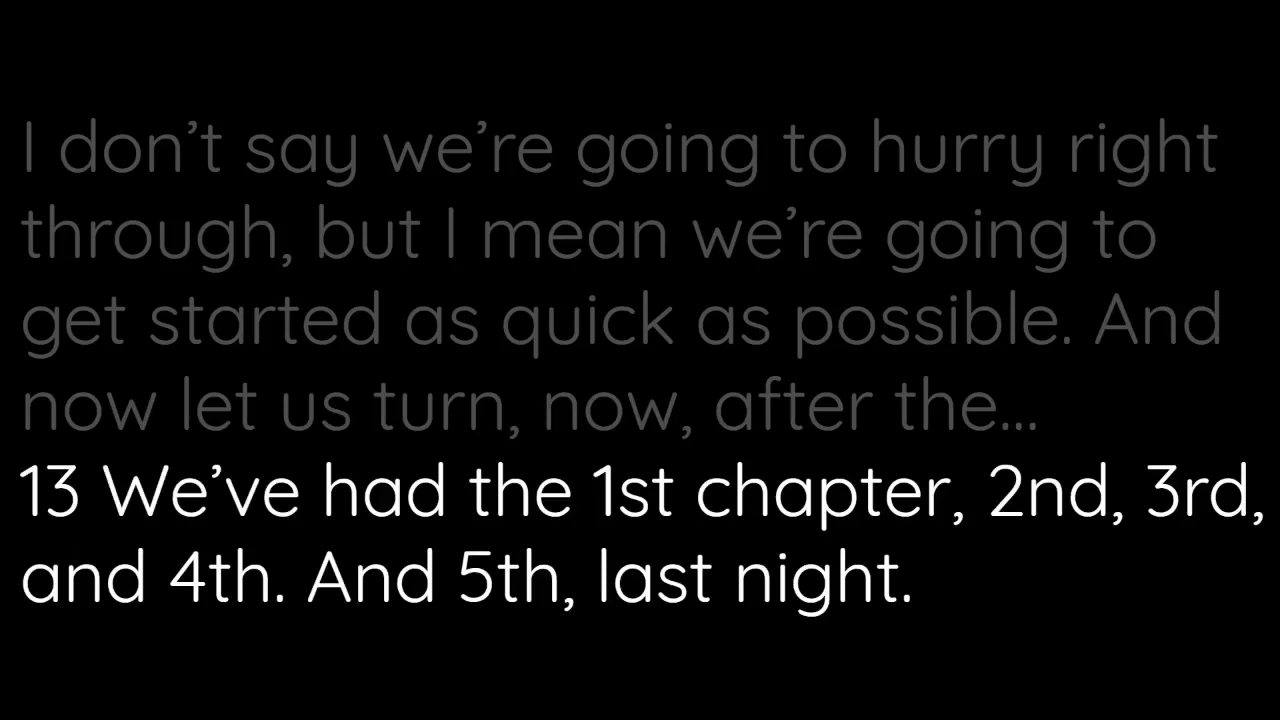 I don’t say we’re going to hurry right
through, but I mean we’re going to
get started as quick as possible. And
now let us turn, now, after the...
13 We’ve had the 1st chapter, 2nd, 3rd,
and 4th. And 5th, last night.